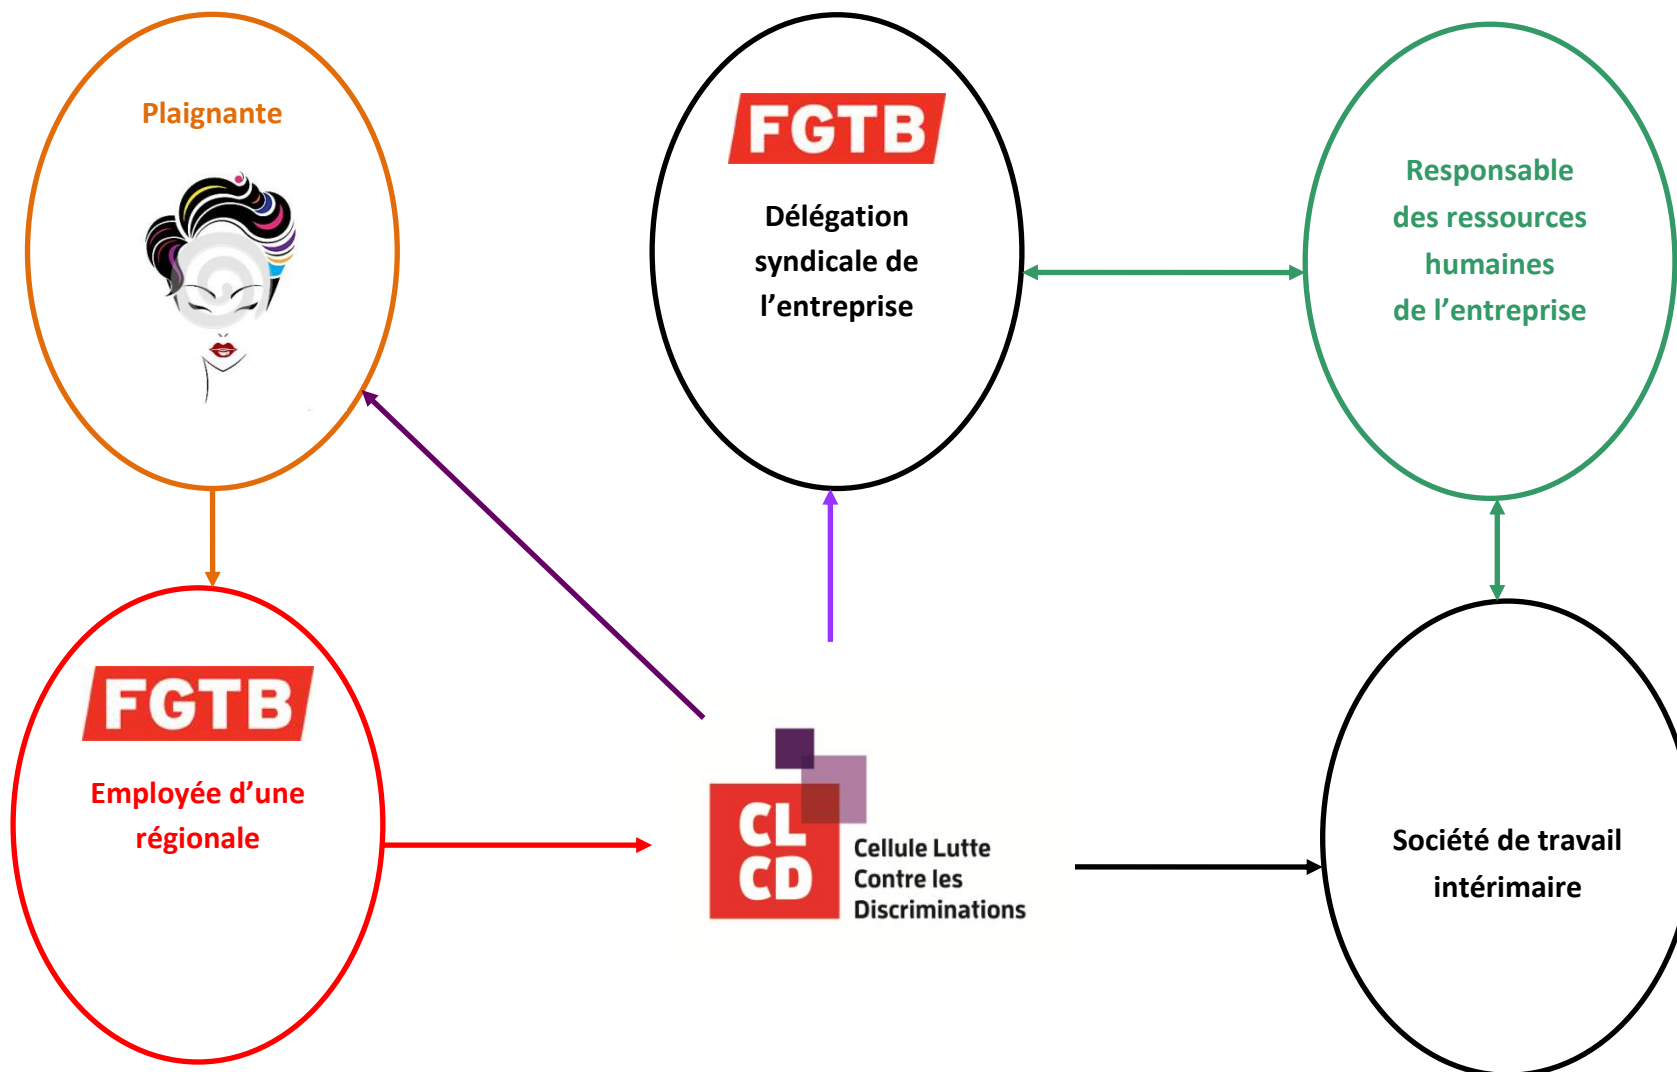 Plaignante
FGTB
Délégation
syndicale de
l’entreprise
Responsable
des ressources
humaines
de l’entreprise
FGTB
Employée d’une
régionale
CL
CD
Cellule Lutte
Contre les
Discriminations
Société de travail
intérimaire